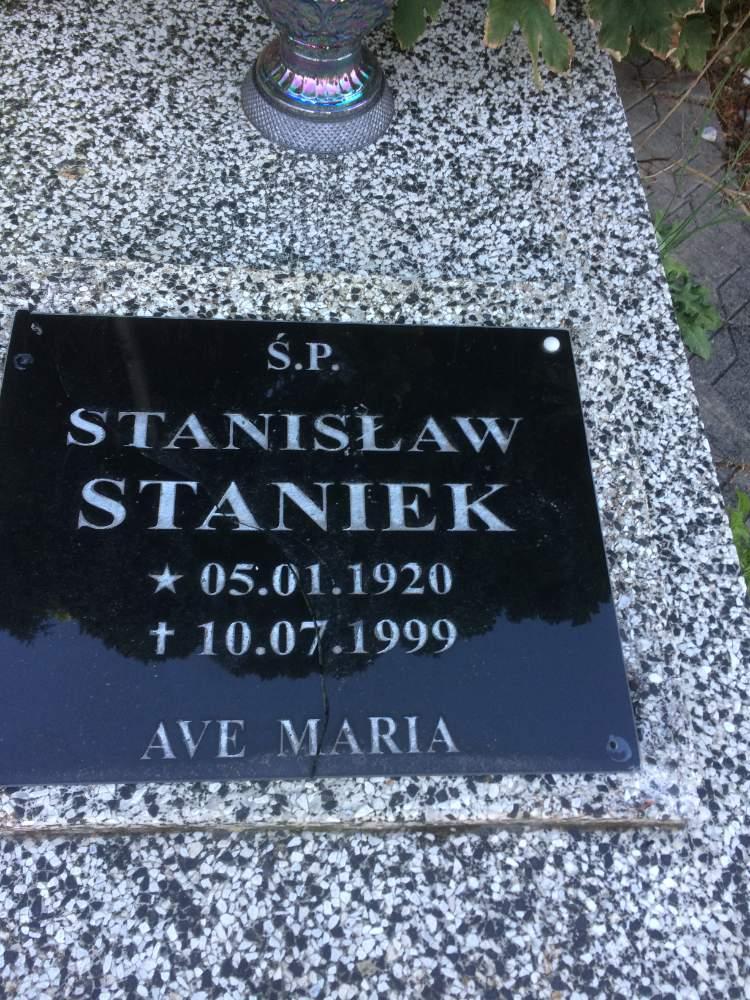 Ś.P.
STANISŁAW
STANIEK
★ 05.01.1920
✝ 10.07.1999
AVE MARIA